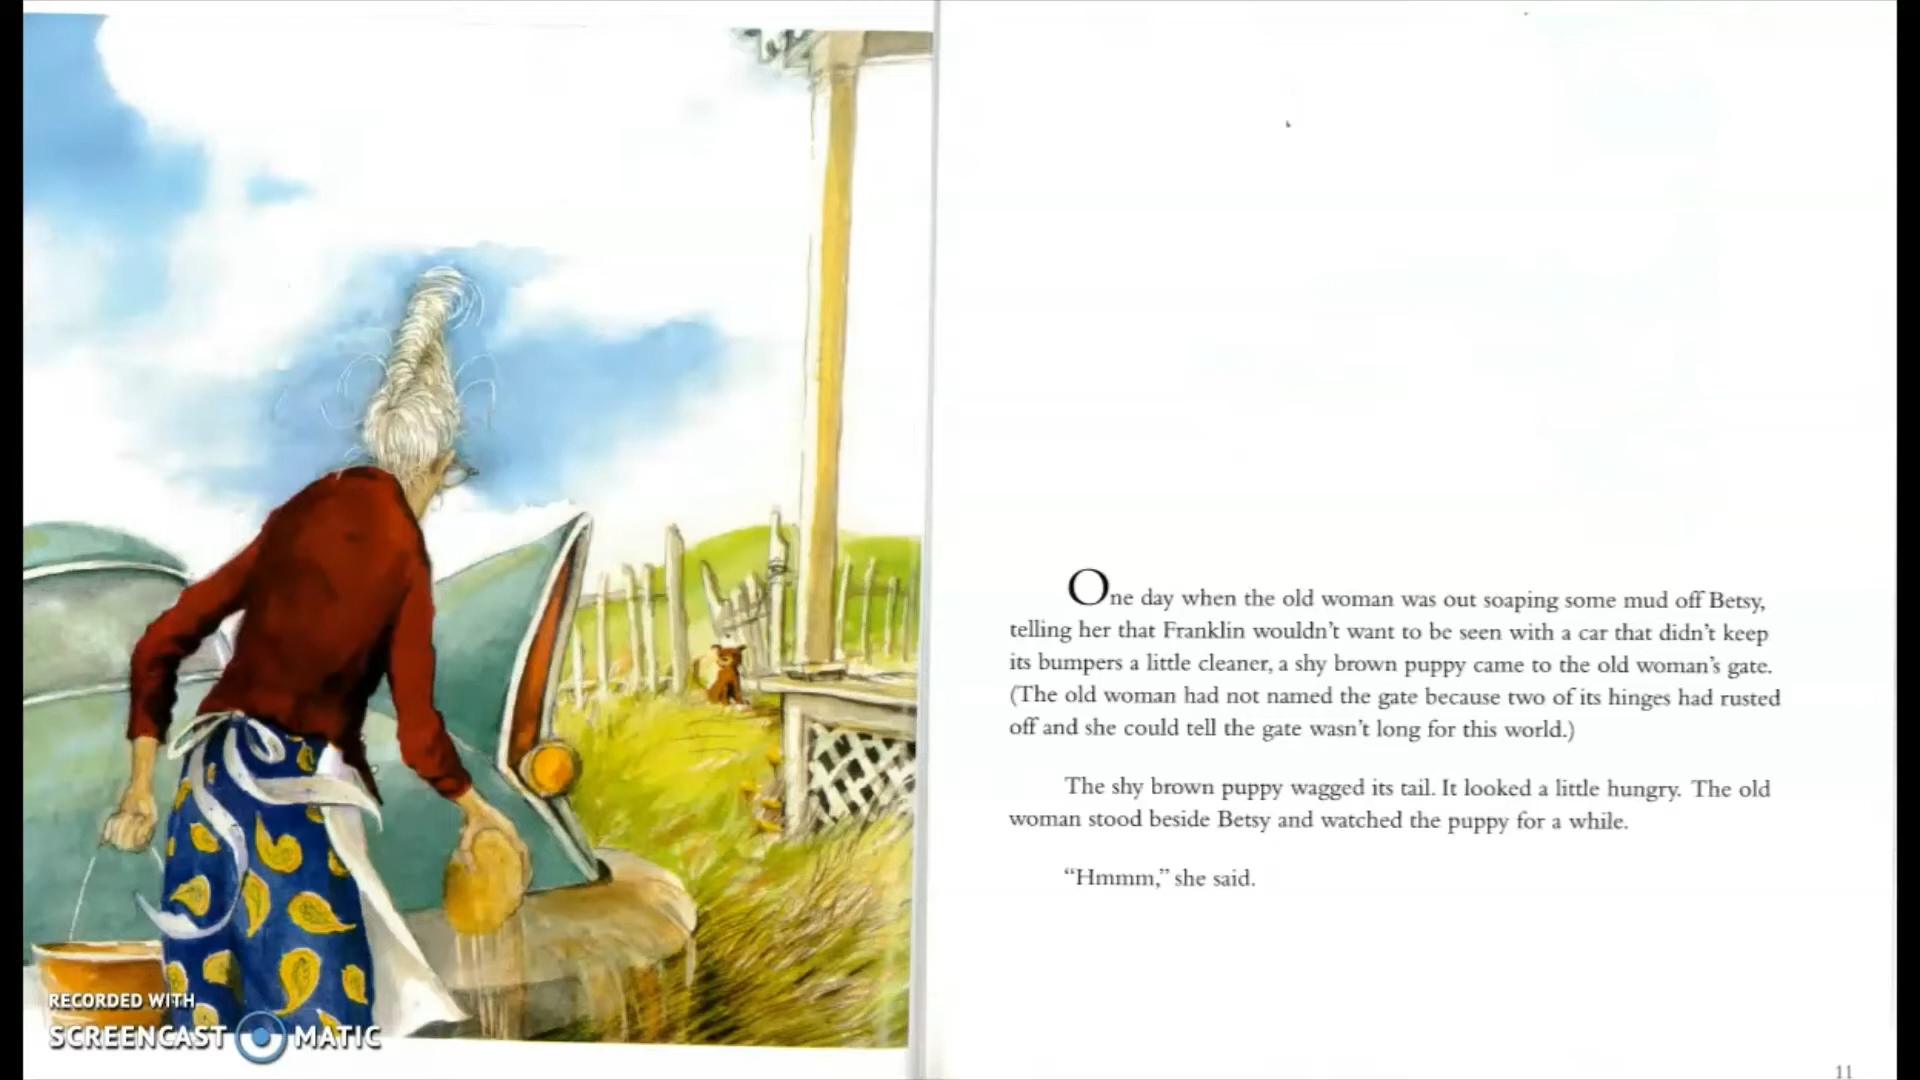 One day when the old woman was out soaping some mud off Betsy,
telling her that Franklin wouldn’t want to be seen with a car that didn’t keep
its bumpers a little cleaner, a shy brown puppy came to the old woman’s gate.
(The old woman had not named the gate because two of its hinges had rusted
off and she could tell the gate wasn’t long for this world.)
The shy brown puppy wagged its tail. It looked a little hungry. The old
woman stood beside Betsy and watched the puppy for a while.
“Hmmm,” she said.
11
RECORDED WITH
SCREENCAST MATIC